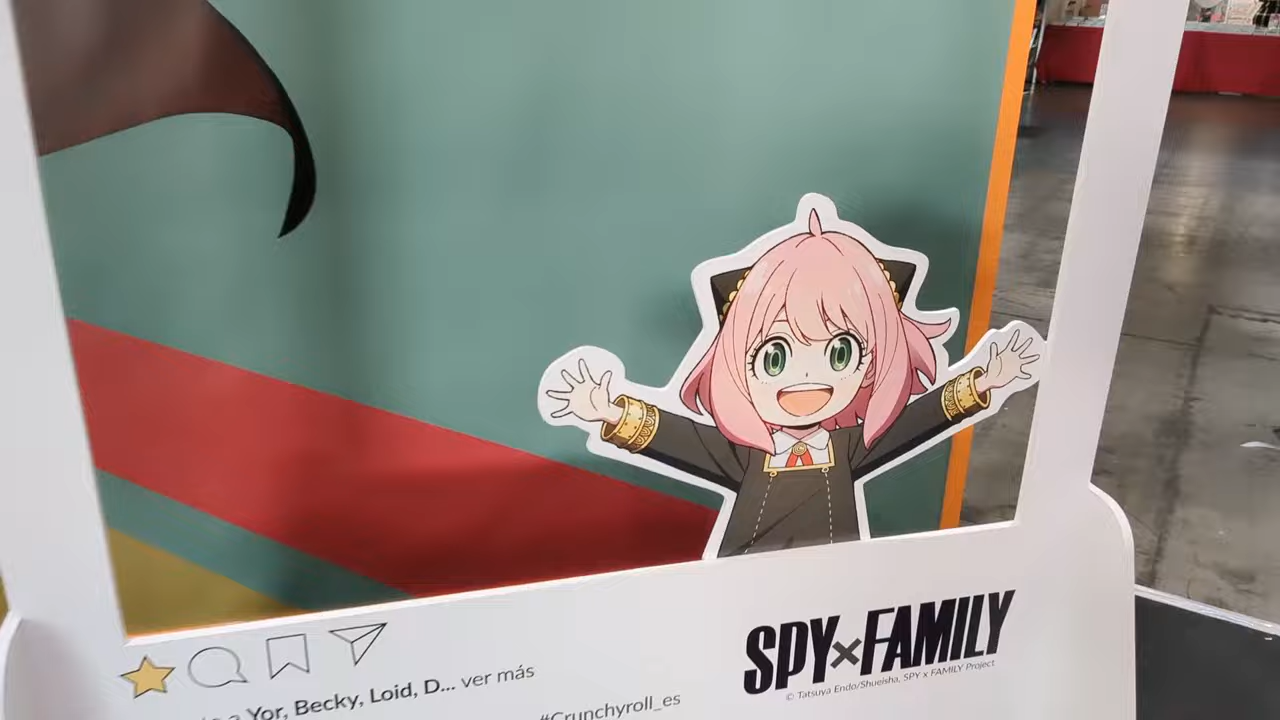 a Yor, Becky, Loid, D... ver más
#Crunchyroll_es
SPY×FAMILY
© Tatsuya Endo/Shueisha, SPY x FAMILY Project